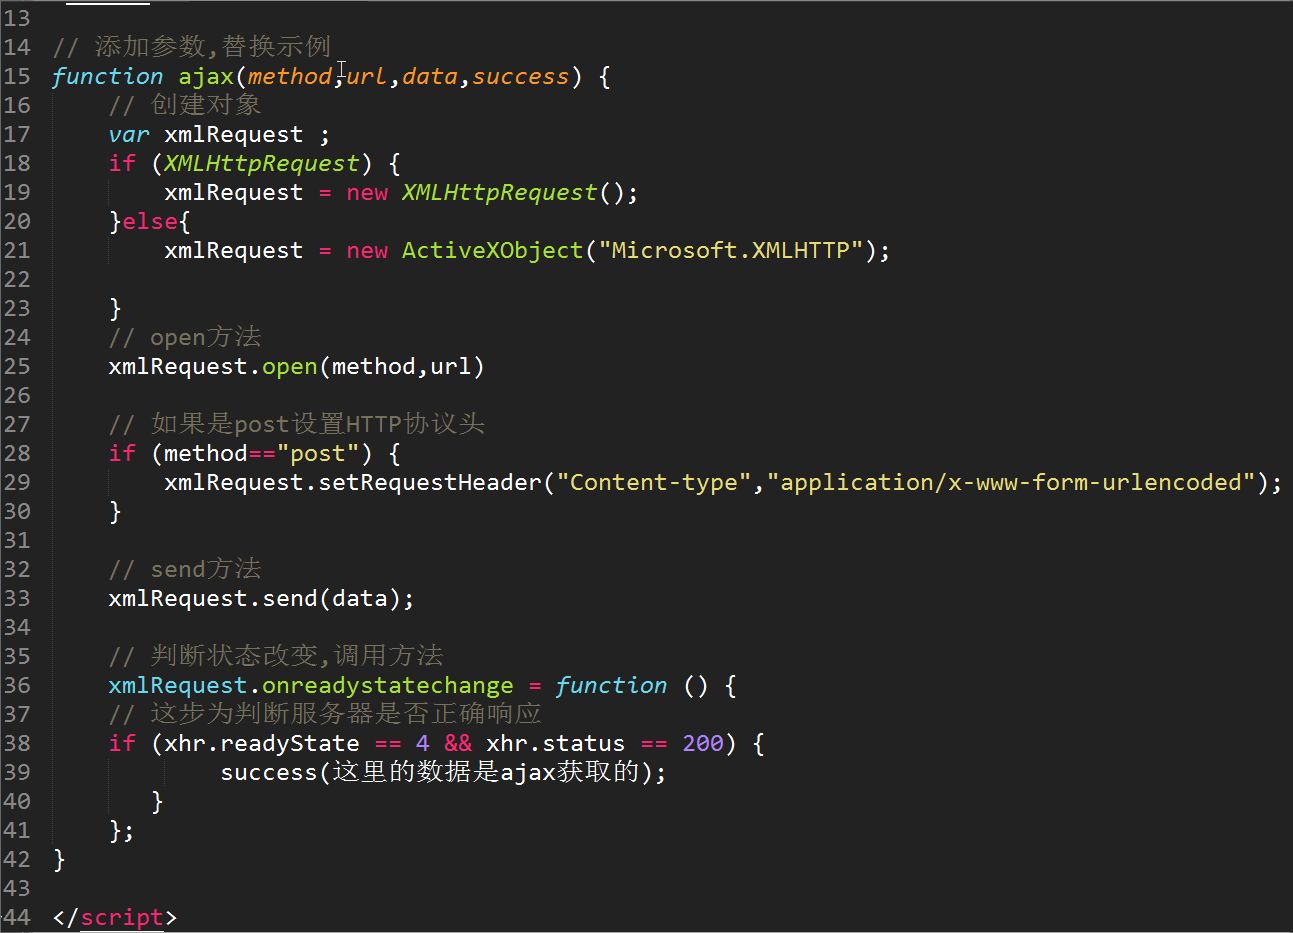 13
14 // 添加参数,替换示例
15 function ajax(method,url,data,success) {
16     // 创建对象
17     var xmlRequest ;
18     if (XMLHttpRequest) {
19         xmlRequest = new XMLHttpRequest();
20     }else{
21         xmlRequest = new ActiveXObject("Microsoft.XMLHTTP");
22
23     }
24     // open方法
25     xmlRequest.open(method,url)
26
27     // 如果是post设置HTTP协议头
28     if (method=="post") {
29         xmlRequest.setRequestHeader("Content-type","application/x-www-form-urlencoded");
30     }
31
32     // send方法
33     xmlRequest.send(data);
34
35     // 判断状态改变,调用方法
36     xmlRequest.onreadystatechange = function () {
37     // 这步为判断服务器是否正确响应
38     if (xhr.readyState == 4 && xhr.status == 200) {
39             success(这里的数据是ajax获取的);
40        }
41     };
42 }
43
44 </script>